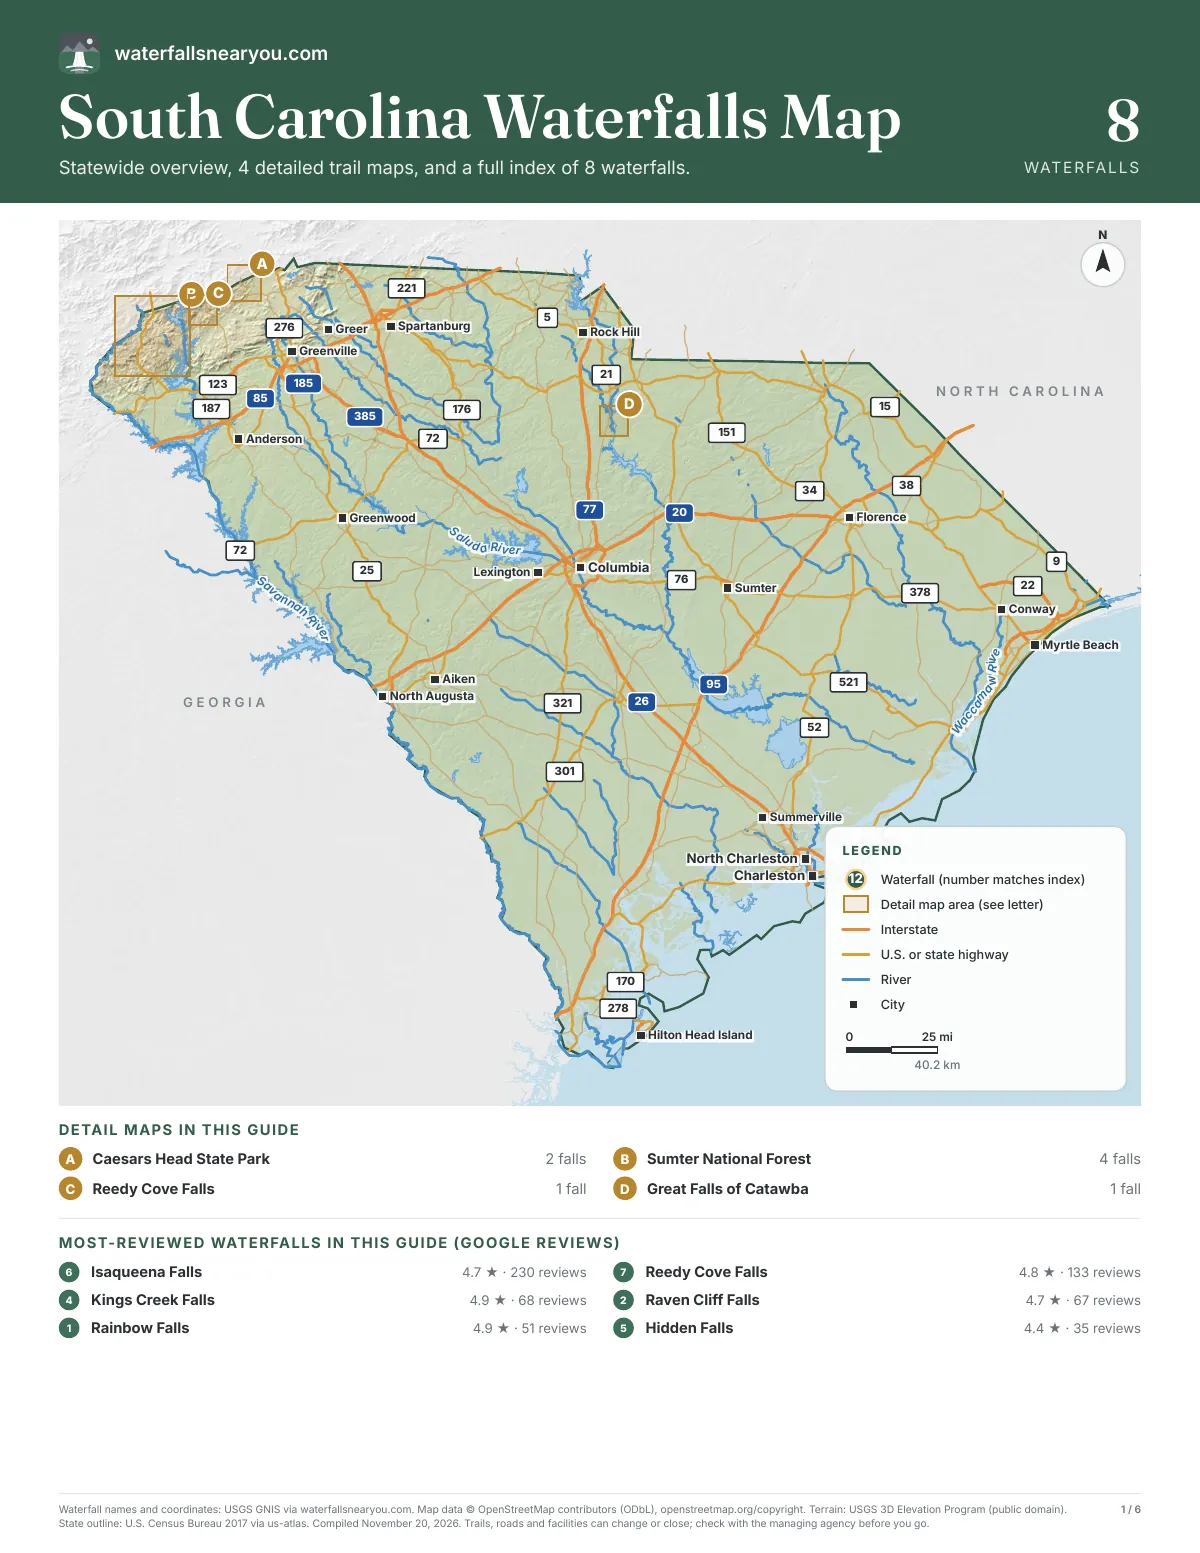 waterfallsnearyou.com
South Carolina Waterfalls Map
8
Statewide overview, 4 detailed trail maps, and a full index of 8 waterfalls.
WATERFALLS
N
A
B
C
221
5
276
Greer
Spartanburg
Rock Hill
Greenville
21
NORTH CAROLINA
123
185
85
D
187
385
176
15
72
151
Anderson
38
34
77
20
Greenwood
Florence
Saluda River
72
9
25
Lexington
Columbia
76
Sumter
22
378
Savannah River
Conway
Myrtle Beach
Aiken
95
521
North Augusta
GEORGIA
321
26
Waccamaw Rive
52
301
Summerville
North Charleston
Charleston
170
278
Hilton Head Island
LEGEND
12
Waterfall (number matches index)
Detail map area (see letter)
Interstate
U.S. or state highway
River
City
0 25 mi
40.2 km
DETAIL MAPS IN THIS GUIDE
A Caesars Head State Park 2 falls
B Sumter National Forest 4 falls
C Reedy Cove Falls 1 fall
D Great Falls of Catawba 1 fall
MOST-REVIEWED WATERFALLS IN THIS GUIDE (GOOGLE REVIEWS)
6 Isaqueena Falls 4.7 ★ · 230 reviews
7 Reedy Cove Falls 4.8 ★ · 133 reviews
4 Kings Creek Falls 4.9 ★ · 68 reviews
2 Raven Cliff Falls 4.7 ★ · 67 reviews
1 Rainbow Falls 4.9 ★ · 51 reviews
5 Hidden Falls 4.4 ★ · 35 reviews
Waterfall names and coordinates: USGS GNIS via waterfallsnearyou.com. Map data © OpenStreetMap contributors (ODbL), openstreetmap.org/copyright. Terrain: USGS 3D Elevation Program (public domain).
1 / 6
State outline: U.S. Census Bureau 2017 via us-atlas. Compiled November 20, 2026. Trails, roads and facilities can change or close; check with the managing agency before you go.